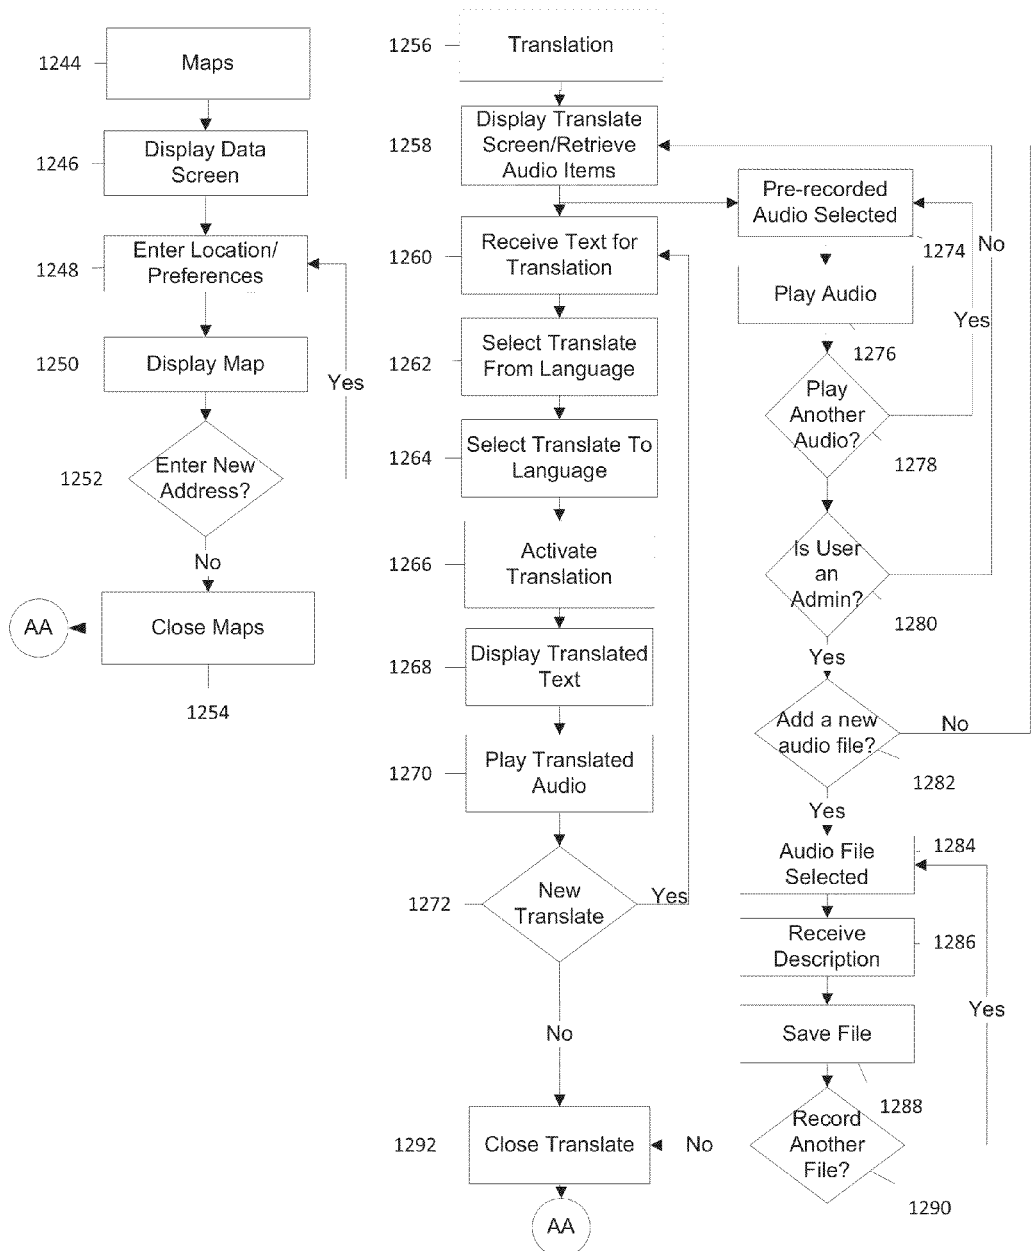 1244
Maps
1246
Display Data
Screen
1248
Enter Location/
Preferences
1250
Display Map
Yes
1252
Enter New
Address?
No
AA
Close Maps
1254
1256
Translation
1258
Display Translate
Screen/Retrieve
Audio Items
1260
Receive Text for
Translation
1262
Select Translate
From Language
1264
Select Translate To
Language
1266
Activate
Translation
1268
Display Translated
Text
1270
Play Translated
Audio
1272
New
Translate
Yes
No
1292
Close Translate
AA
Pre-recorded
Audio Selected
1274
No
Play Audio
1276
Yes
Play
Another
Audio?
1278
Is User
an
Admin?
1280
Yes
Add a new
audio file?
No
1282
Yes
Audio File
Selected
1284
Receive
Description
1286
Yes
Save File
1288
Record
Another
File?
No
1290